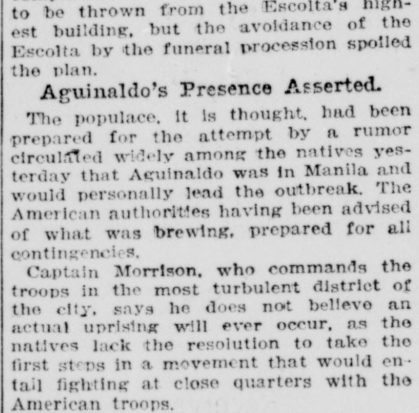 to be thrown from the Escolta's high-
est building, but the avoidance of the
Escolta by the funeral procession spoiled
the plan.
Aguinaldo's Presence Asserted.
The populace, it is thought, had been
prepared for the attempt by a rumor
circulated widely among the natives yes-
terday that Aguinaldo was in Manila and
would personally lead the outbreak. The
American authorities having been advised
of what was brewing, prepared for all
contingencies.
Captain Morrison, who commands the
troops in the most turbulent district of
the city, says he does not believe an
actual uprising will ever occur, as the
natives lack the resolution to take the
first steps in a movement that would en-
tail fighting at close quarters with the
American troops.